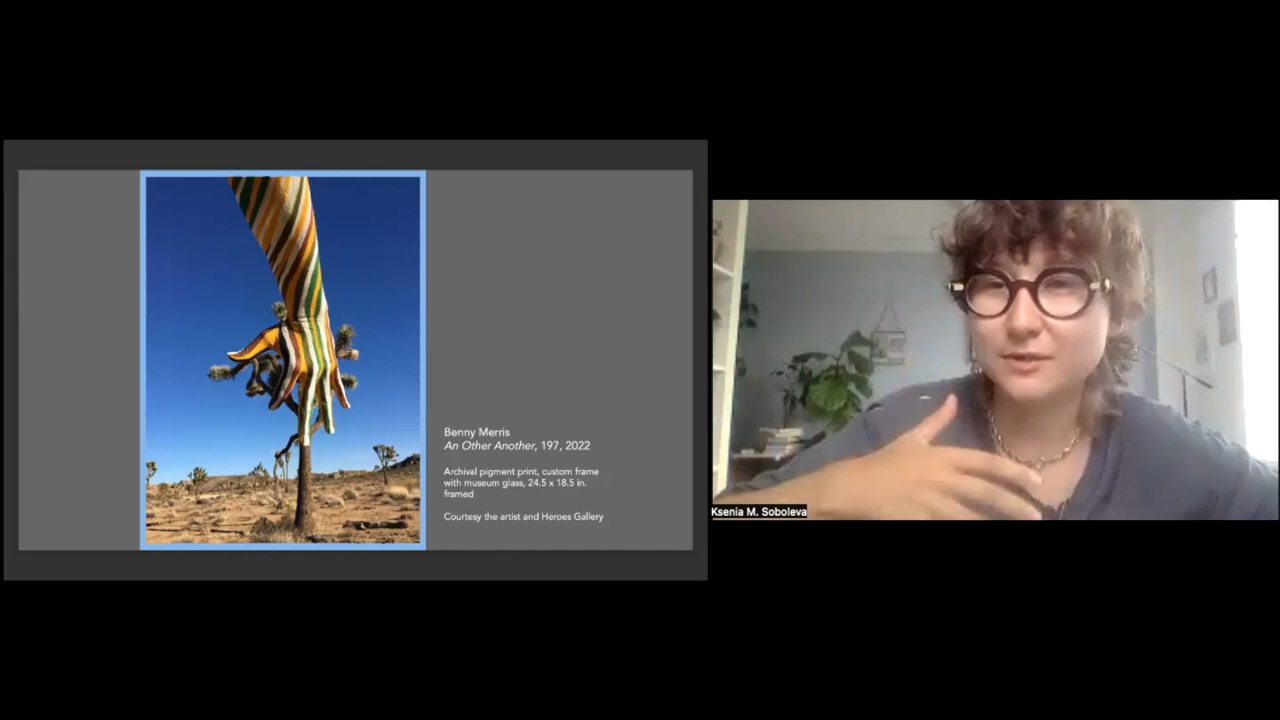 Benny Merris
An Other Another, 197, 2022
Archival pigment print, custom frame
with museum glass, 24.5 x 18.5 in.
framed
Courtesy the artist and Heroes Gallery
Ksenia M. Soboleva